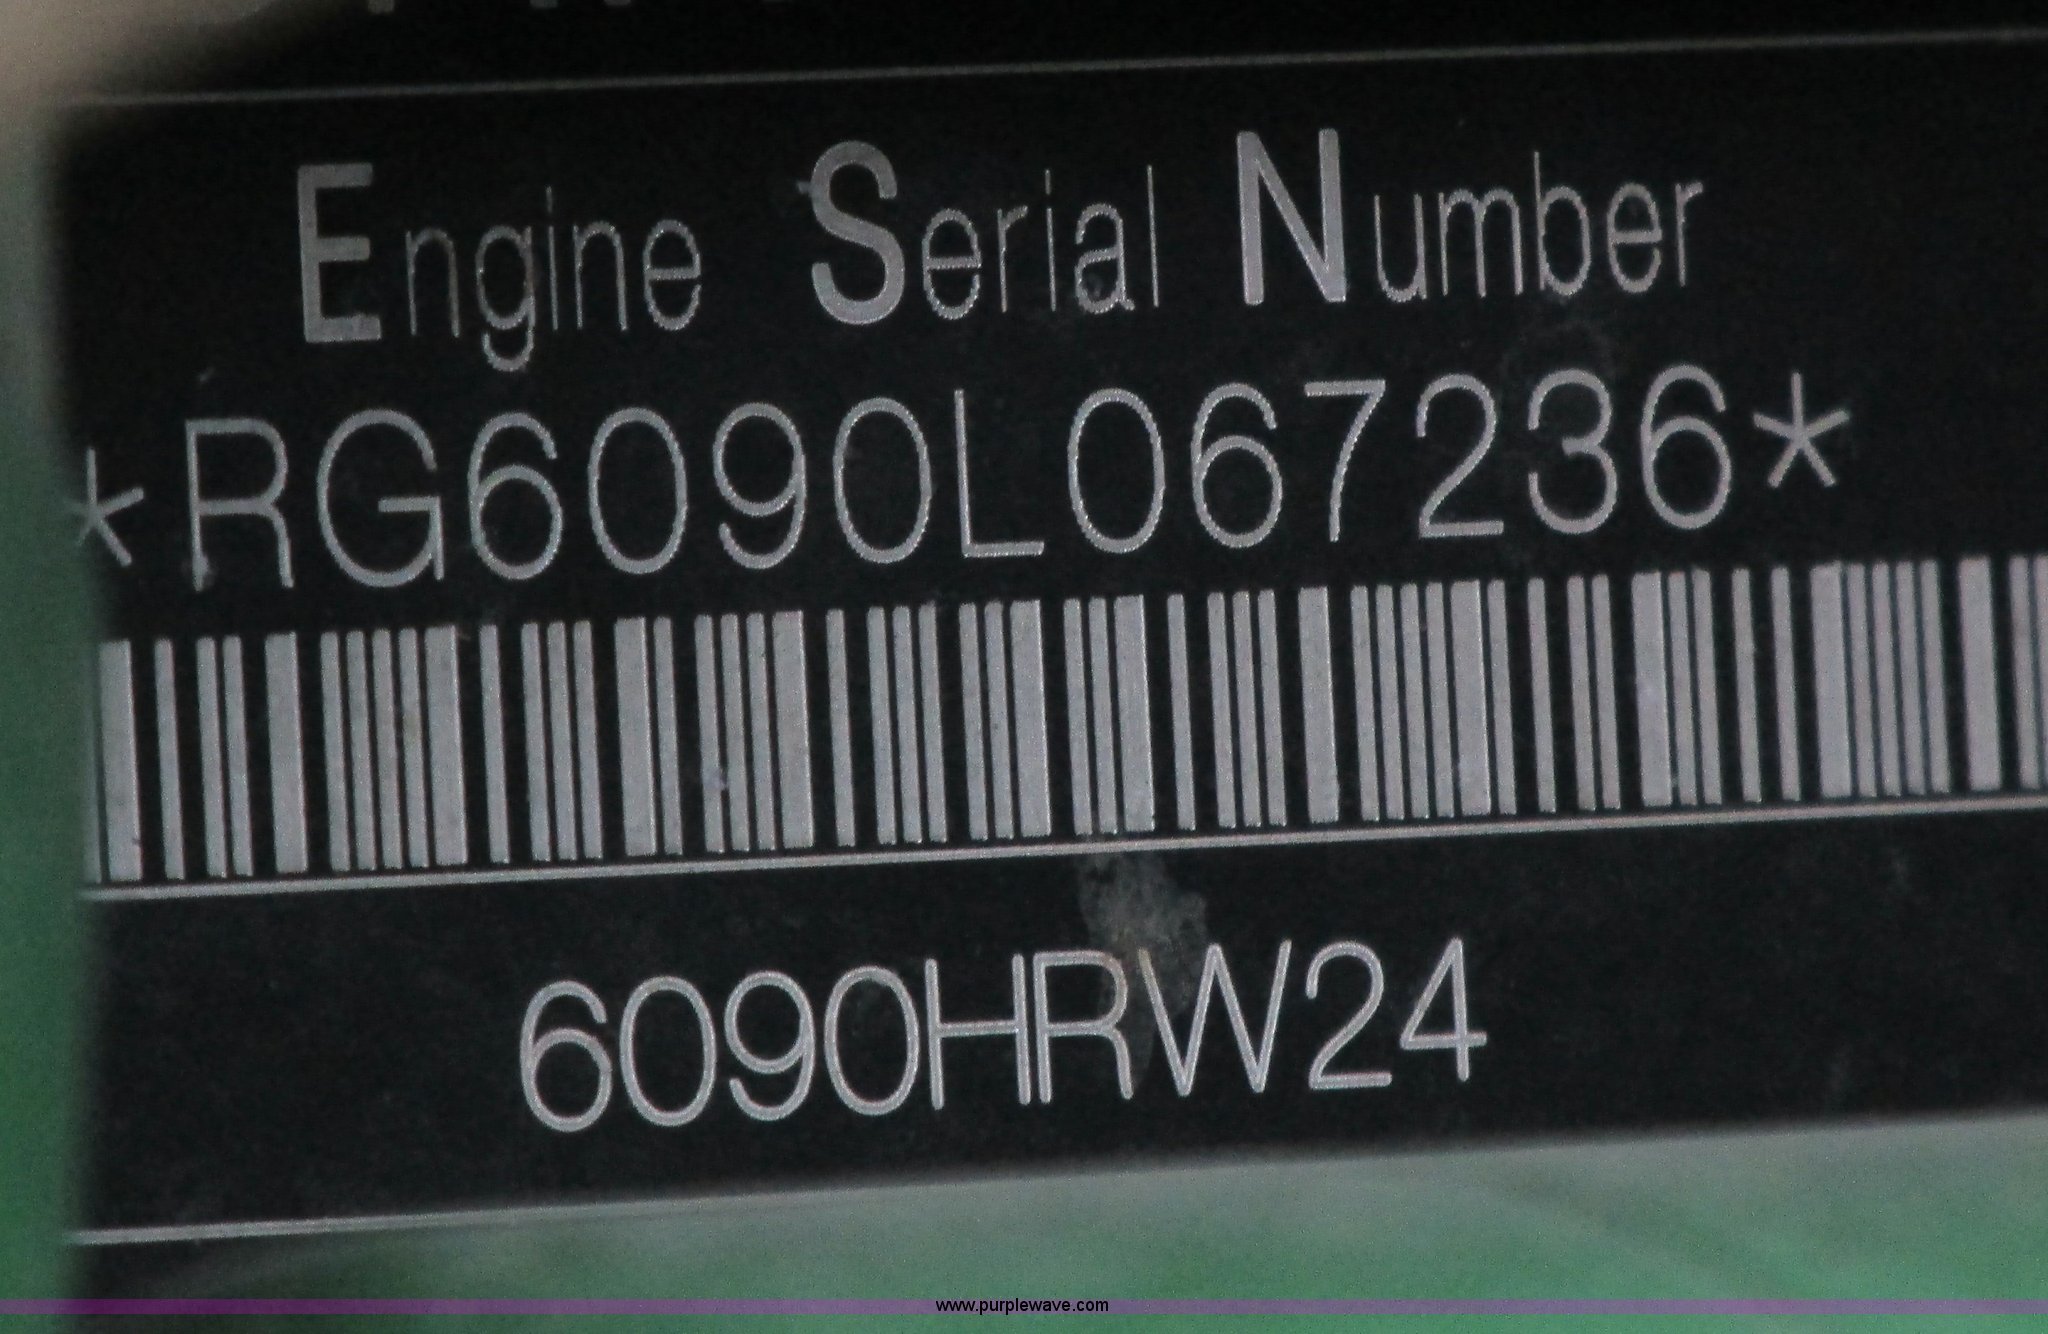 Engine Serial Number
*RG6090L067236*
6090HRW24
www.purplewave.com